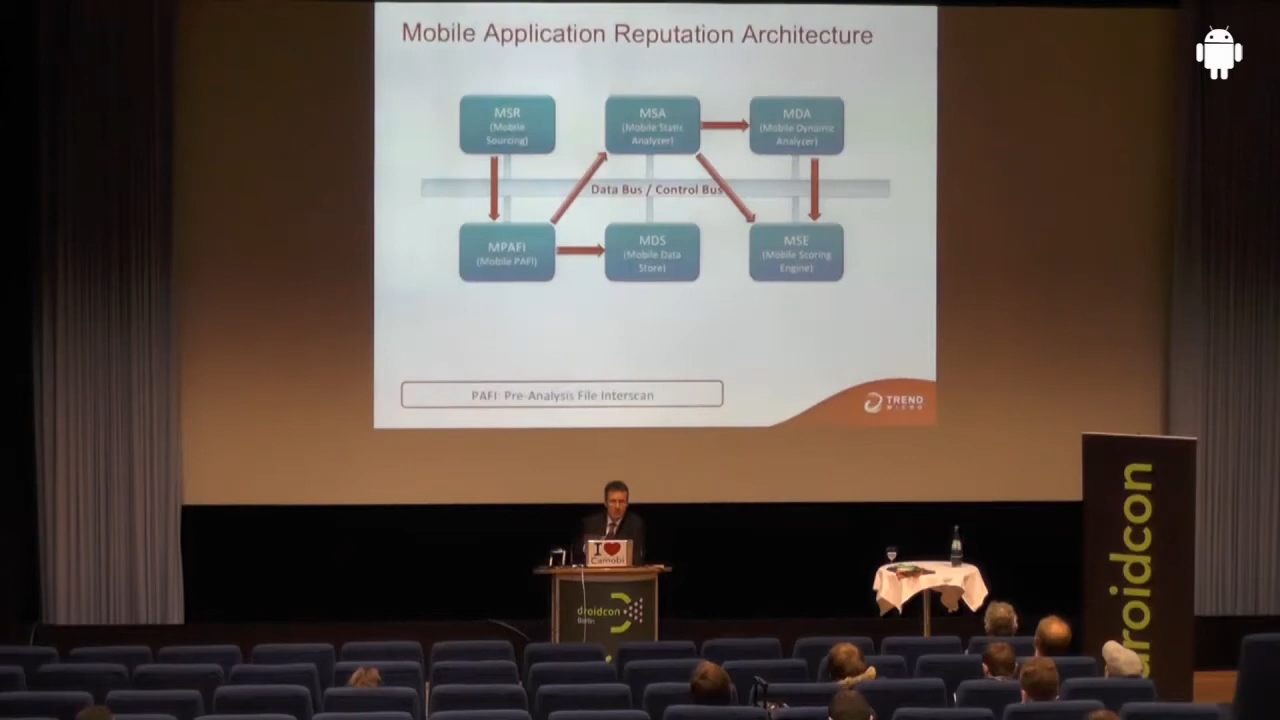 Mobile Application Reputation Architecture
MSR
(Mobile
Sourcing)
MSA
(Mobile Static
Analyzer)
MDA
(Mobile Dynamic
Analyzer)
Data Bus / Control Bus
MPAFI
(Mobile PAFI)
MDS
(Mobile Data
Store)
MSE
(Mobile Scoring
Engine)
PAFI: Pre-Analysis File Interscan
TREND
MICRO
I
Camobi
droidcon
Berlin
droidcon